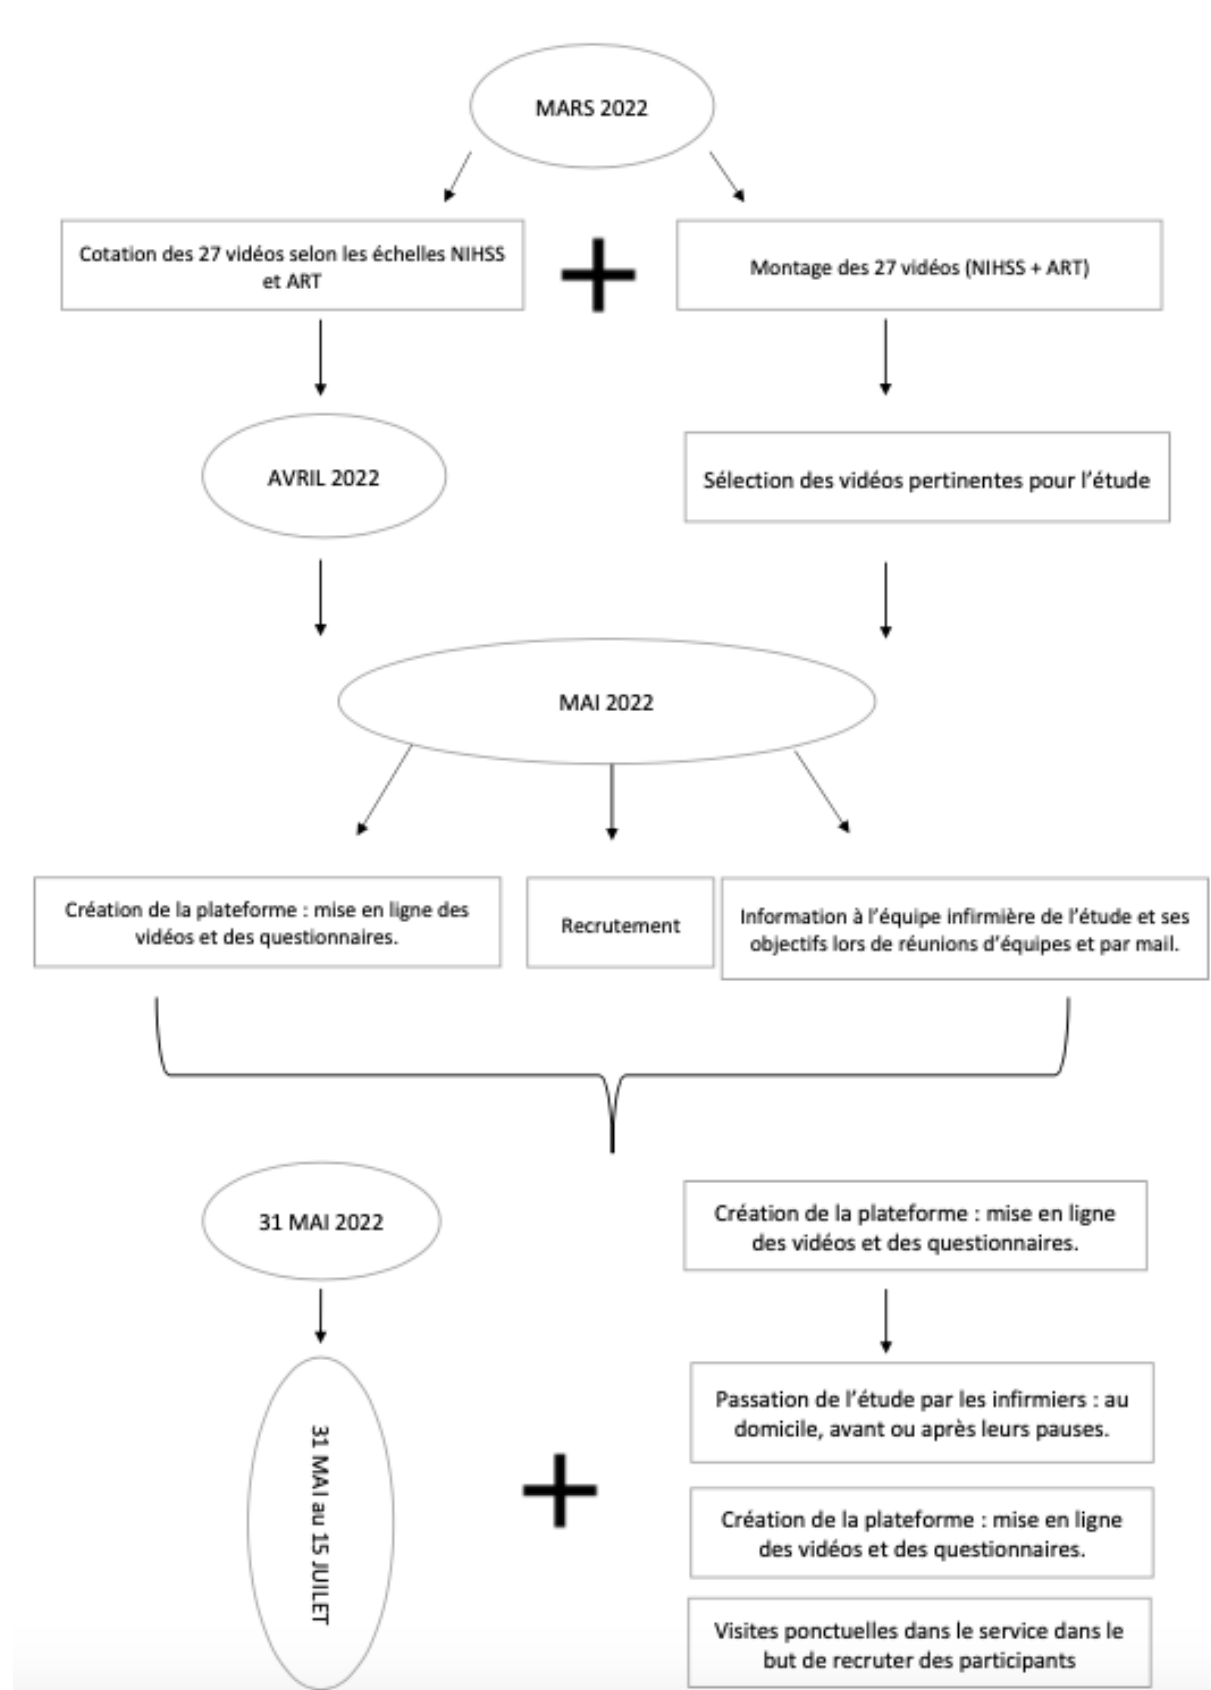 MARS 2022
Cotation des 27 vidéos selon les échelles NIHSS
et ART
Montage des 27 vidéos (NIHSS + ART)
AVRIL 2022
Sélection des vidéos pertinentes pour l'étude
MAI 2022
Création de la plateforme : mise en ligne des
vidéos et des questionnaires.
Recrutement
Information à l'équipe infirmière de l'étude et ses
objectifs lors de réunions d'équipes et par mail.
31 MAI 2022
Création de la plateforme : mise en ligne
des vidéos et des questionnaires.
31 MAI au 15 JUILET
Passation de l'étude par les infirmiers : au
domicile, avant ou après leurs pauses.
Création de la plateforme : mise en ligne
des vidéos et des questionnaires.
Visites ponctuelles dans le service dans le
but de recruter des participants